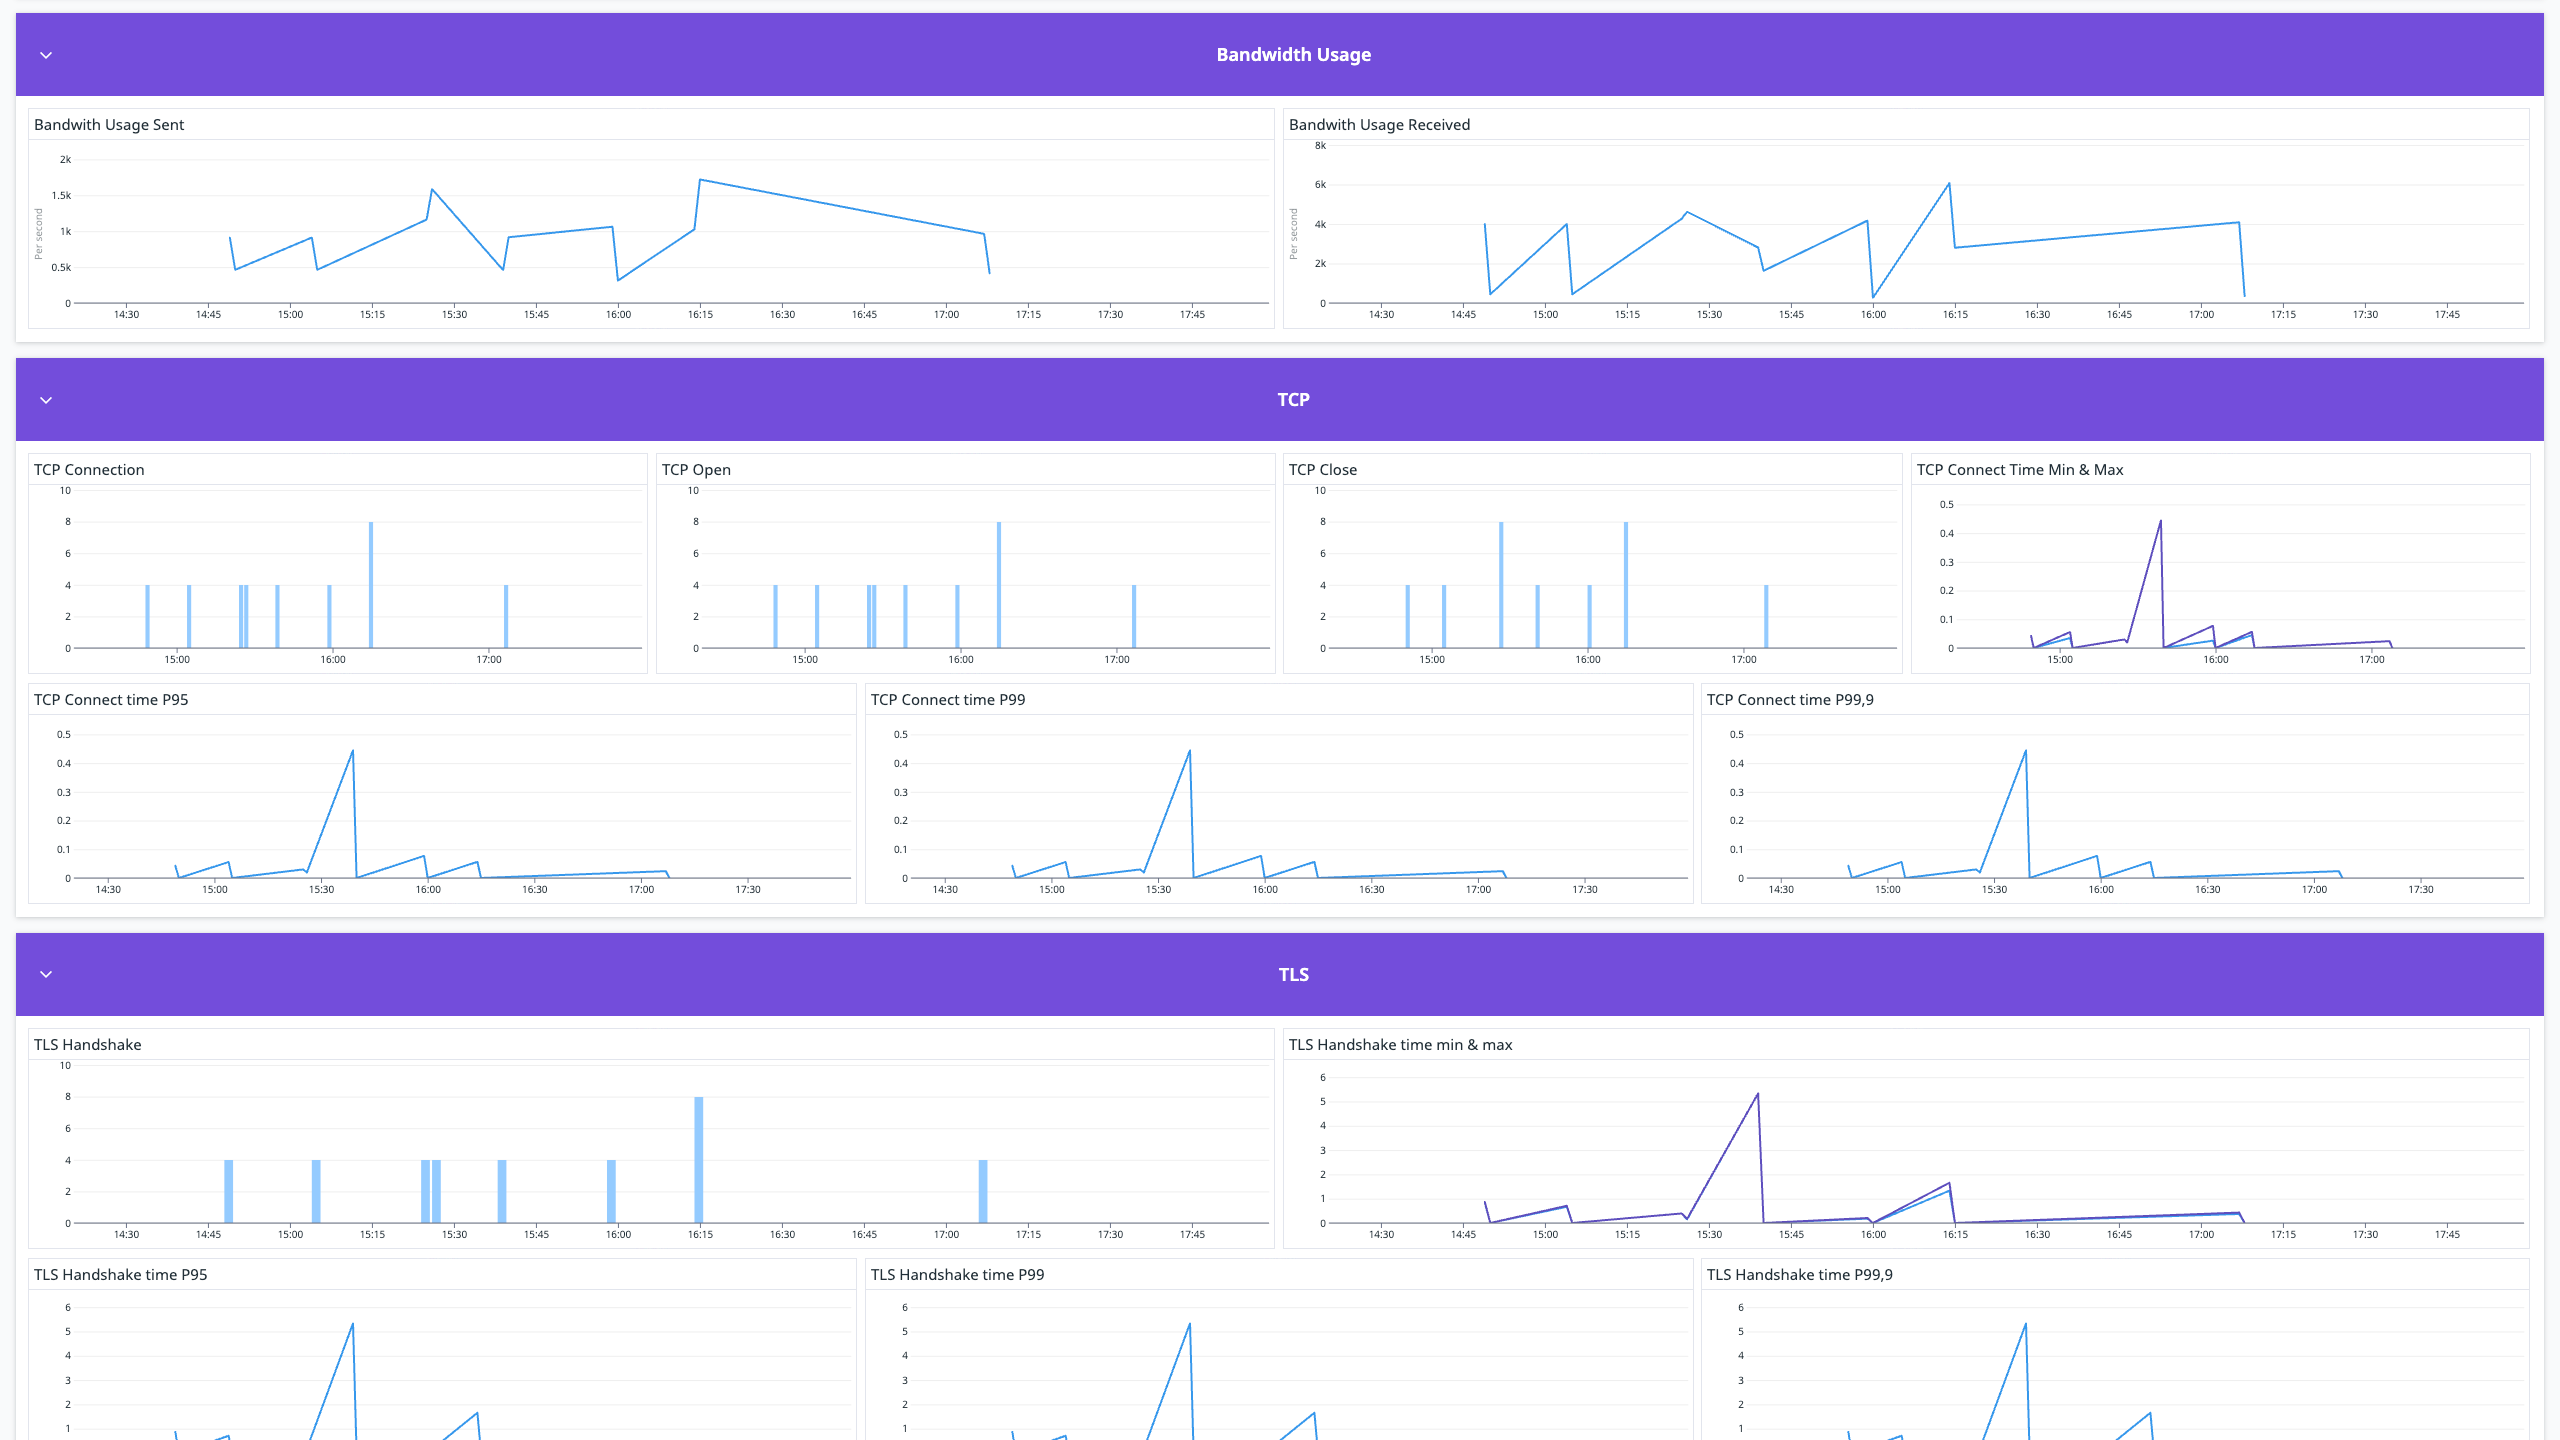 Bandwidth Usage
Bandwith Usage Sent
Per second
2k
1.5k
1k
0.5k
0
14:30 14:45 15:00 15:15 15:30 15:45 16:00 16:15 16:30 16:45 17:00 17:15 17:30 17:45
Bandwith Usage Received
Per second
8k
6k
4k
2k
0
14:30 14:45 15:00 15:15 15:30 15:45 16:00 16:15 16:30 16:45 17:00 17:15 17:30 17:45
TCP
TCP Connection
10
8
6
4
2
0
15:00 16:00 17:00
TCP Open
10
8
6
4
2
0
15:00 16:00 17:00
TCP Close
10
8
6
4
2
0
15:00 16:00 17:00
TCP Connect Time Min & Max
0.5
0.4
0.3
0.2
0.1
0
15:00 16:00 17:00
TCP Connect time P95
0.5
0.4
0.3
0.2
0.1
0
14:30 15:00 15:30 16:00 16:30 17:00 17:30
TCP Connect time P99
0.5
0.4
0.3
0.2
0.1
0
14:30 15:00 15:30 16:00 16:30 17:00 17:30
TCP Connect time P99,9
0.5
0.4
0.3
0.2
0.1
0
14:30 15:00 15:30 16:00 16:30 17:00 17:30
TLS
TLS Handshake
10
8
6
4
2
0
14:30 14:45 15:00 15:15 15:30 15:45 16:00 16:15 16:30 16:45 17:00 17:15 17:30 17:45
TLS Handshake time min & max
6
5
4
3
2
1
0
14:30 14:45 15:00 15:15 15:30 15:45 16:00 16:15 16:30 16:45 17:00 17:15 17:30 17:45
TLS Handshake time P95
6
5
4
3
2
1
TLS Handshake time P99
6
5
4
3
2
1
TLS Handshake time P99,9
6
5
4
3
2
1